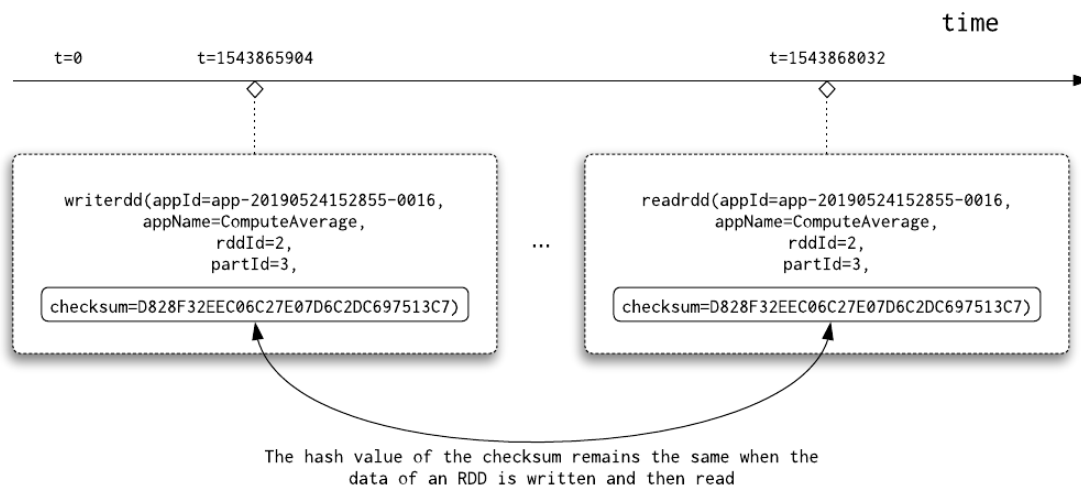 time
t=0
t=1543865904
t=1543868032
writerdd(appId=app-20190524152855-0016,
appName=ComputeAverage,
rddId=2,
partId=3,
checksum=D828F32EEC06C27E07D6C2DC697513C7)
...
readrdd(appId=app-20190524152855-0016,
appName=ComputeAverage,
rddId=2,
partId=3,
checksum=D828F32EEC06C27E07D6C2DC697513C7)
The hash value of the checksum remains the same when the
data of an RDD is written and then read